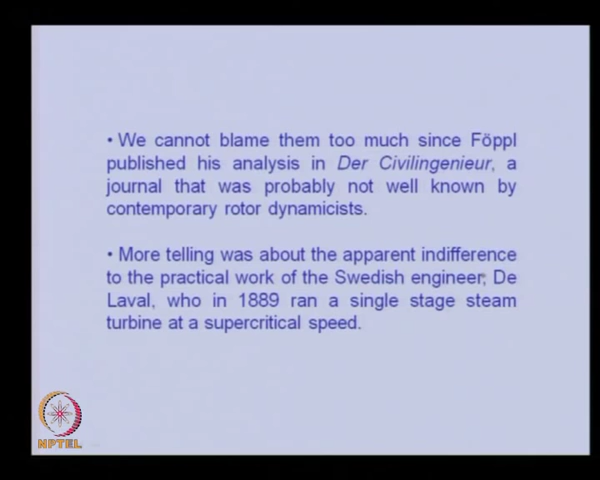 • We cannot blame them too much since Föppl
published his analysis in Der Civilingenieur, a
journal that was probably not well known by
contemporary rotor dynamicists.
• More telling was about the apparent indifference
to the practical work of the Swedish engineer, De
Laval, who in 1889 ran a single stage steam
turbine at a supercritical speed.
NPTEL